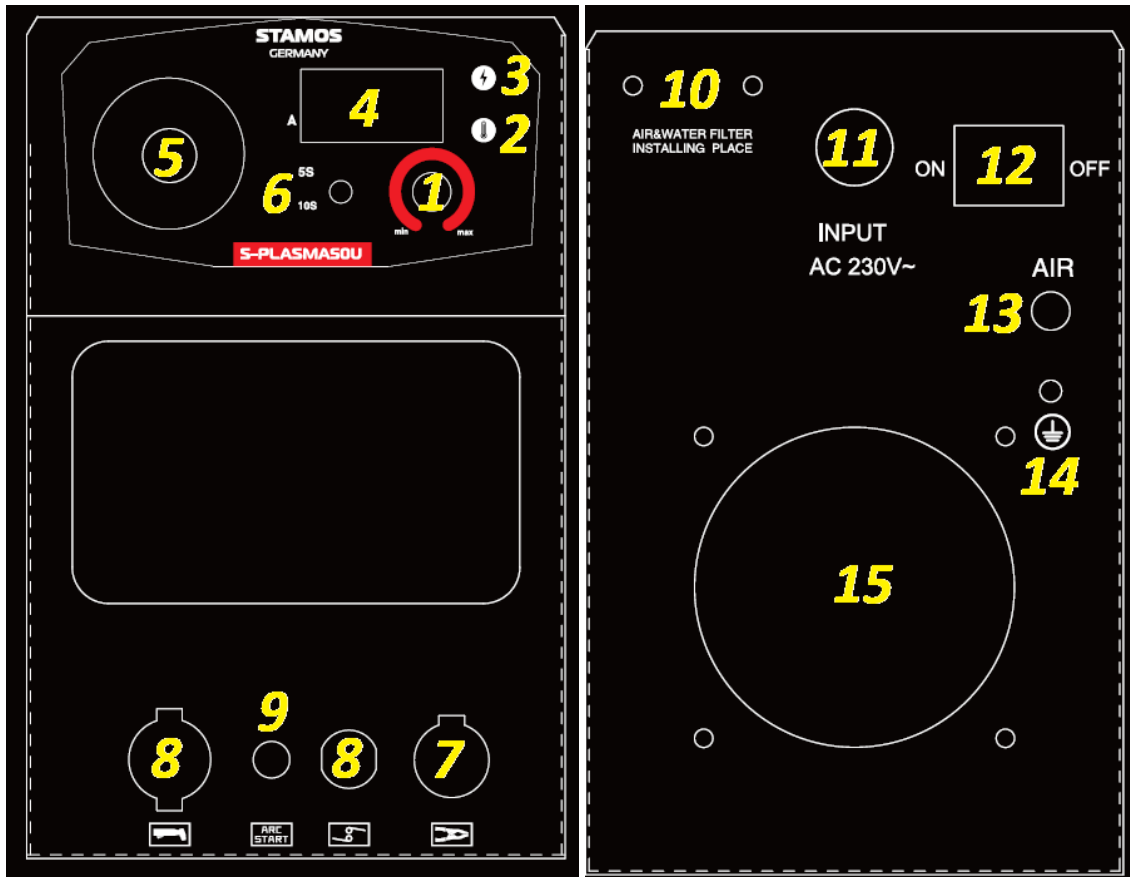 STAMOS
GERMANY
3
A
4
2
5
5S
6
10S
1
min
max
S-PLASMA50U
9
8
8
7
ARC
START
10
AIR&WATER FILTER
INSTALLING PLACE
11
ON
12
OFF
INPUT
AC 230V~
AIR
13
14
15